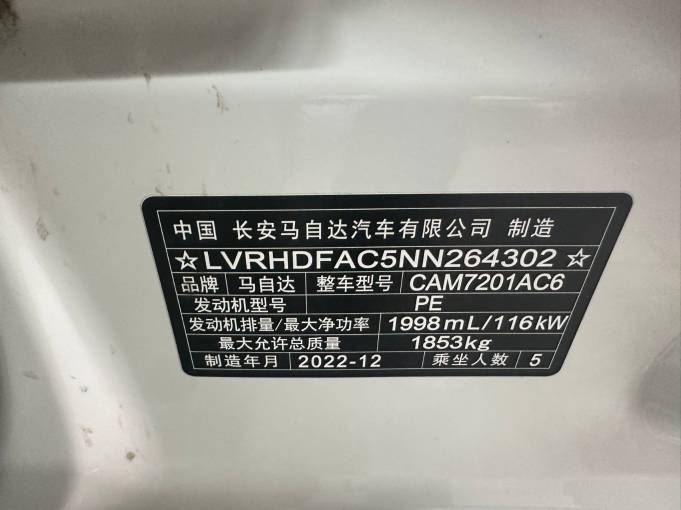 中国 长安马自达汽车有限公司 制造
☆LVRHDFAC5NN264302☆
品牌 马自达 整车型号 CAM7201AC6
发动机型号 PE
发动机排量/最大净功率 1998mL/116kW
最大允许总质量 1853kg
制造年月 2022-12 乘坐人数 5